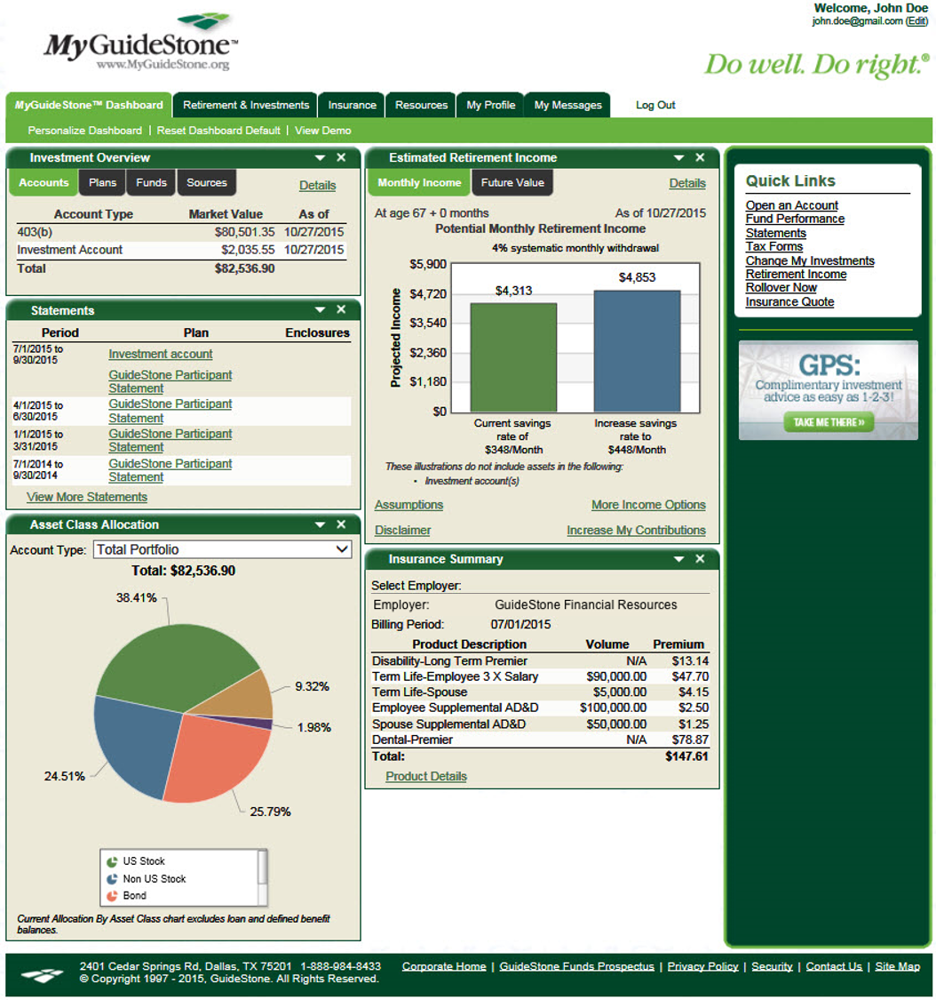 Welcome, John Doe
john.doe@gmail.com (Edit)
MyGuideStone™
www.MyGuideStone.org
Do well. Do right.®
MyGuideStone™ Dashboard
Retirement & Investments
Insurance
Resources
My Profile
My Messages
Log Out
Personalize Dashboard | Reset Dashboard Default | View Demo
Investment Overview
Accounts Plans Funds Sources Details
Account Type Market Value As of
403(b) $80,501.35 10/27/2015
Investment Account $2,035.55 10/27/2015
Total $82,536.90
Statements
Period Plan Enclosures
7/1/2015 to
9/30/2015
Investment account
GuideStone Participant
Statement
4/1/2015 to
6/30/2015
GuideStone Participant
Statement
1/1/2015 to
3/31/2015
GuideStone Participant
Statement
7/1/2014 to
9/30/2014
GuideStone Participant
Statement
View More Statements
Asset Class Allocation
Account Type: Total Portfolio
Total: $82,536.90
38.41%
9.32%
1.98%
24.51%
25.79%
US Stock
Non US Stock
Bond
Current Allocation By Asset Class chart excludes loan and defined benefit
balances.
Estimated Retirement Income
Monthly Income Future Value Details
At age 67 + 0 months As of 10/27/2015
Potential Monthly Retirement Income
4% systematic monthly withdrawal
Projected Income
$5,900
$4,720
$3,540
$2,360
$1,180
$0
$4,313
$4,853
Current savings
rate of
$348/Month
Increase savings
rate to
$448/Month
These illustrations do not include assets in the following:
• Investment account(s)
Assumptions More Income Options
Disclaimer Increase My Contributions
Insurance Summary
Select Employer:
Employer: GuideStone Financial Resources
Billing Period: 07/01/2015
Product Description Volume Premium
Disability-Long Term Premier N/A $13.14
Term Life-Employee 3 X Salary $90,000.00 $47.70
Term Life-Spouse $5,000.00 $4.15
Employee Supplemental AD&D $100,000.00 $2.50
Spouse Supplemental AD&D $50,000.00 $1.25
Dental-Premier N/A $78.87
Total: $147.61
Product Details
Quick Links
Open an Account
Fund Performance
Statements
Tax Forms
Change My Investments
Retirement Income
Rollover Now
Insurance Quote
GPS:
Complimentary investment
advice as easy as 1-2-3!
TAKE ME THERE »
2401 Cedar Springs Rd, Dallas, TX 75201 1-888-984-8433
© Copyright 1997 - 2015, GuideStone. All Rights Reserved.
Corporate Home | GuideStone Funds Prospectus | Privacy Policy | Security | Contact Us | Site Map